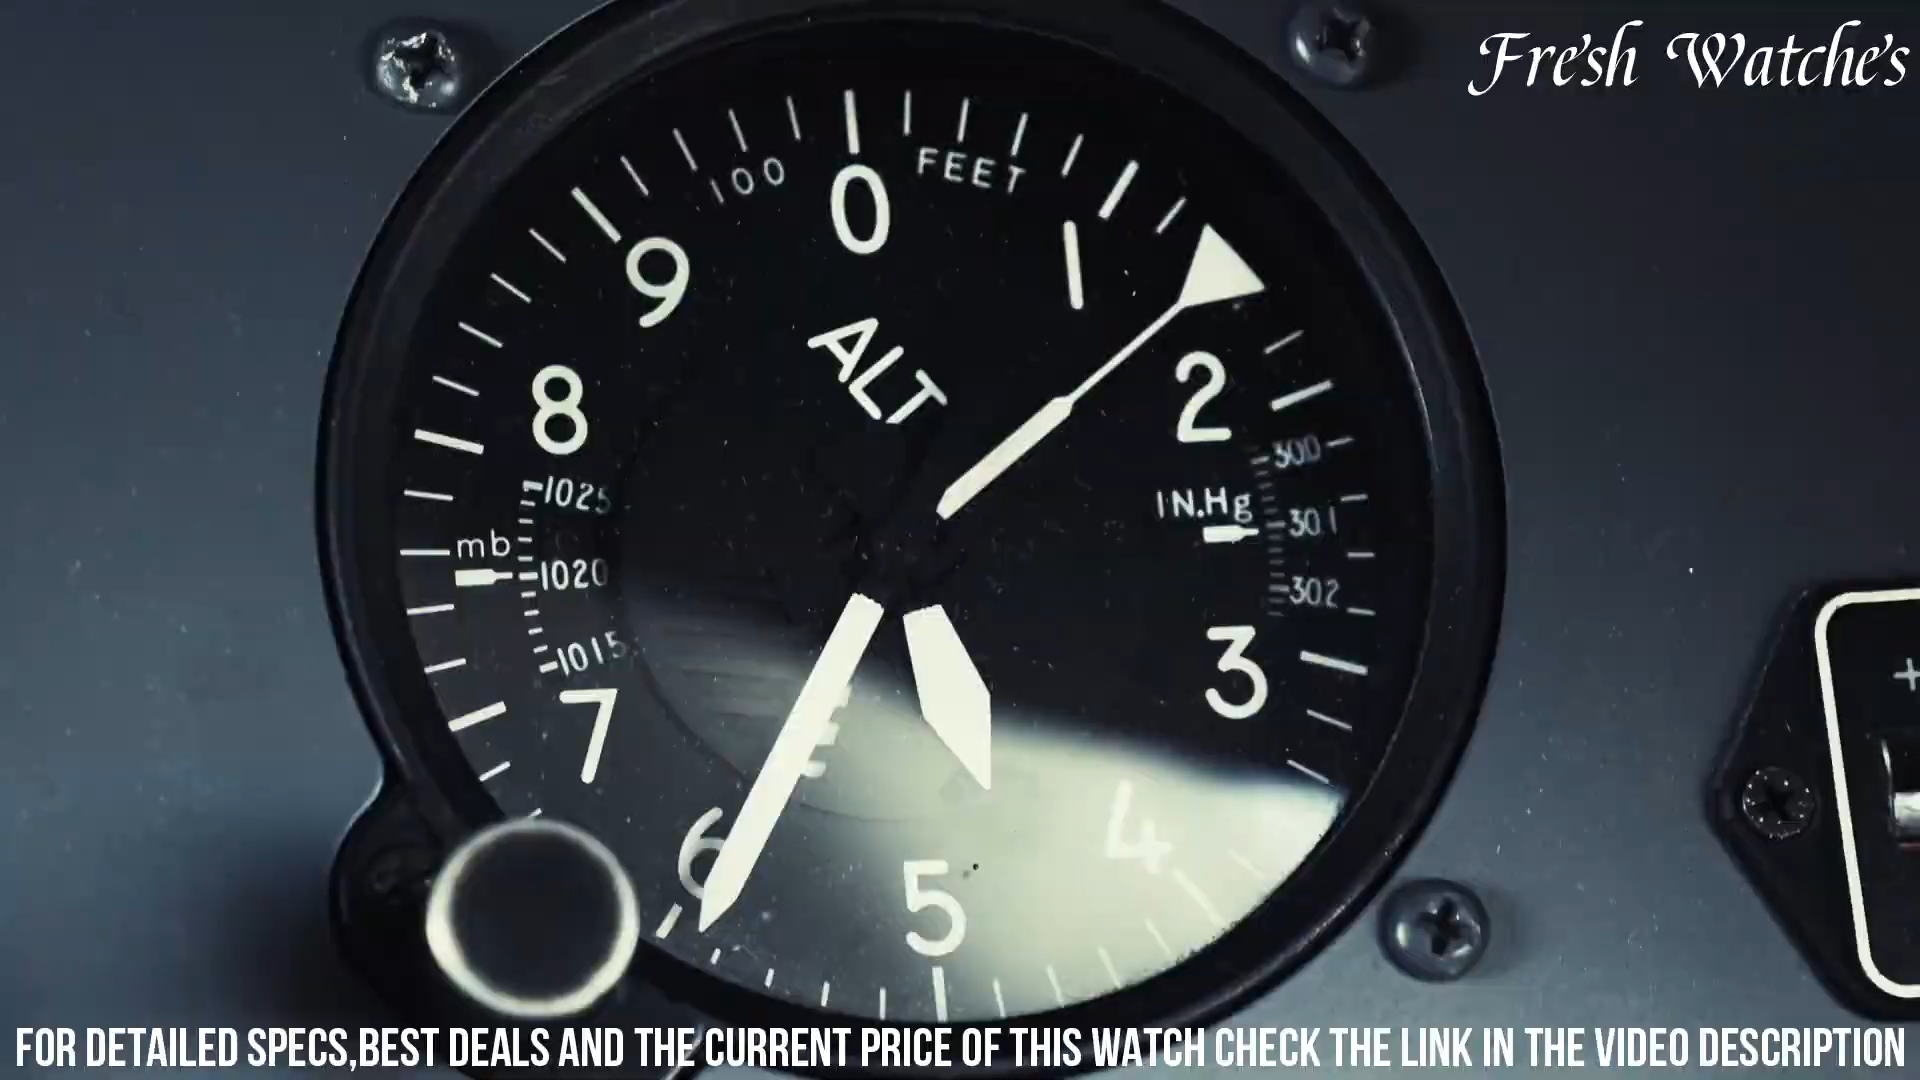 Fresh Watche's
100 FEET
0
1
2
3
4
5
6
7
8
9
ALT
1025
mb
1020
1015
300
IN.Hg
301
302
+
FOR DETAILED SPECS,BEST DEALS AND THE CURRENT PRICE OF THIS WATCH CHECK THE LINK IN THE VIDEO DESCRIPTION